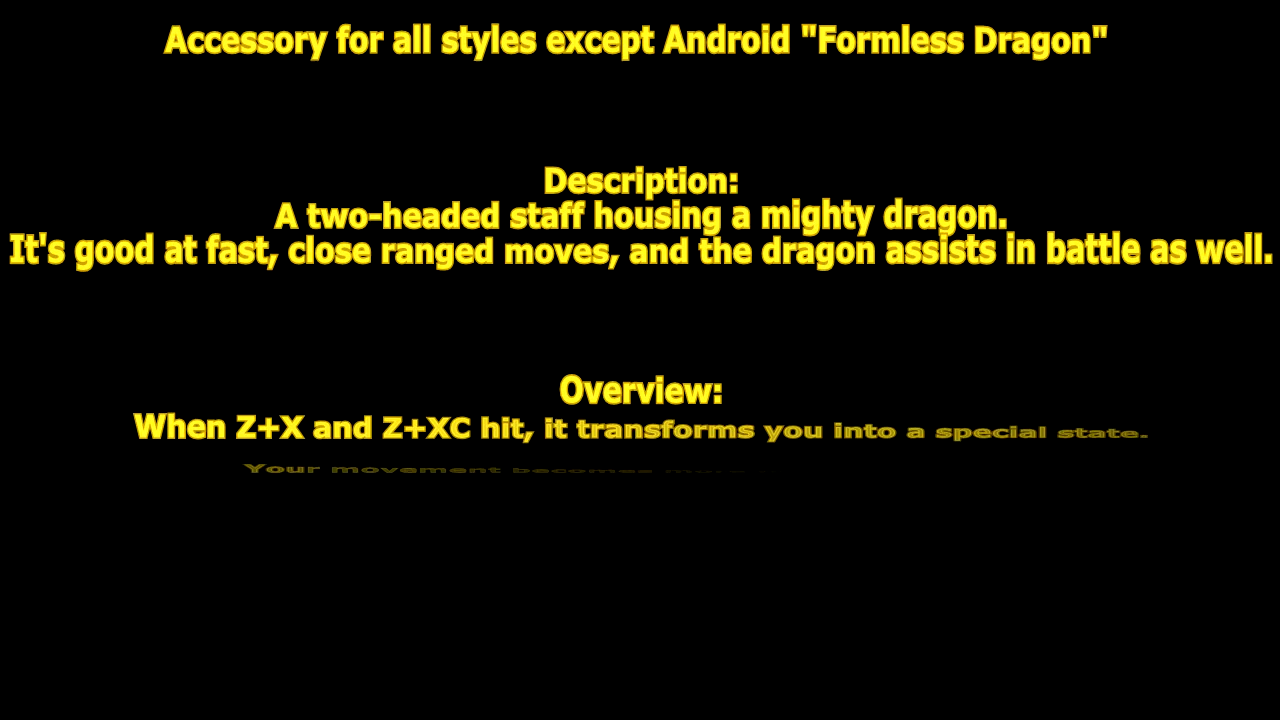 Accessory for all styles except Android "Formless Dragon"
Description:
A two-headed staff housing a mighty dragon.
It's good at fast, close ranged moves, and the dragon assists in battle as well.
Overview:
When Z+X and Z+XC hit, it transforms you into a special state.
Your movement becomes more